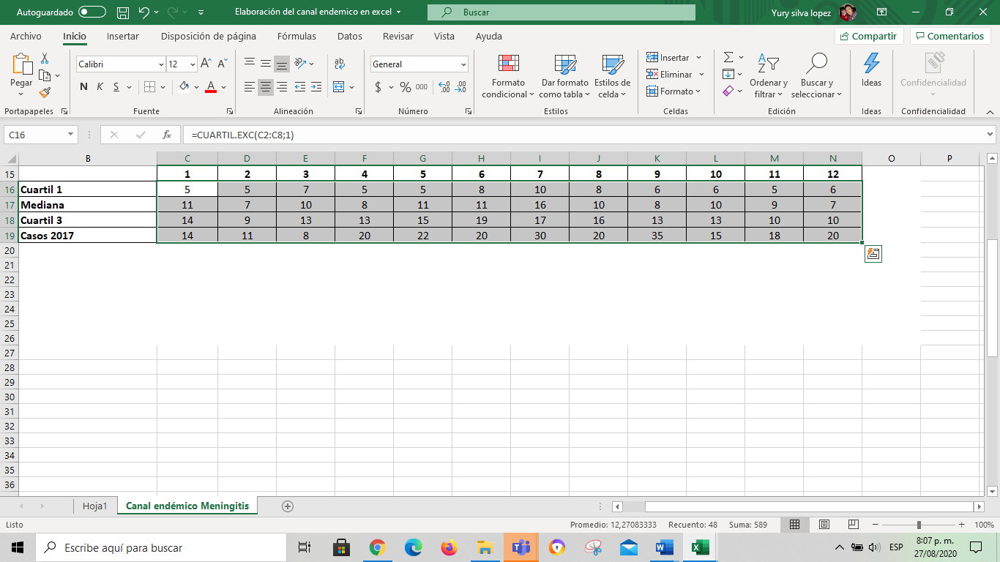 Autoguardado
Elaboración del canal endemico en excel
Buscar
Yury silva lopez
Archivo Inicio Insertar Disposición de página Fórmulas Datos Revisar Vista Ayuda
Compartir Comentarios
Pegar
Portapapeles
Calibri 12
N K S
Fuente
Alineación
General
$ % 000
Número
Formato condicional
Dar formato como tabla
Estilos de celda
Estilos
Insertar
Eliminar
Formato
Celdas
Ordenar y filtrar
Buscar y seleccionar
Edición
Ideas
Ideas
Confidencialidad
Confidencialidad
C16 fx =CUARTIL.EXC(C2:C8;1)
B C D E F G H I J K L M N O P
15 1 2 3 4 5 6 7 8 9 10 11 12
16 Cuartil 1 5 5 7 5 5 8 10 8 6 6 5 6
17 Mediana 11 7 10 8 11 11 16 10 8 10 9 7
18 Cuartil 3 14 9 13 13 15 19 17 16 13 13 10 10
19 Casos 2017 14 11 8 20 22 20 30 20 35 15 18 20
20
21
22
23
24
25
26
27
28
29
30
31
32
33
34
35
36
Hoja1 Canal endémico Meningitis
Listo Promedio: 12,27083333 Recuento: 48 Suma: 589 100%
Escribe aquí para buscar
ESP
8:07 p. m.
27/08/2020